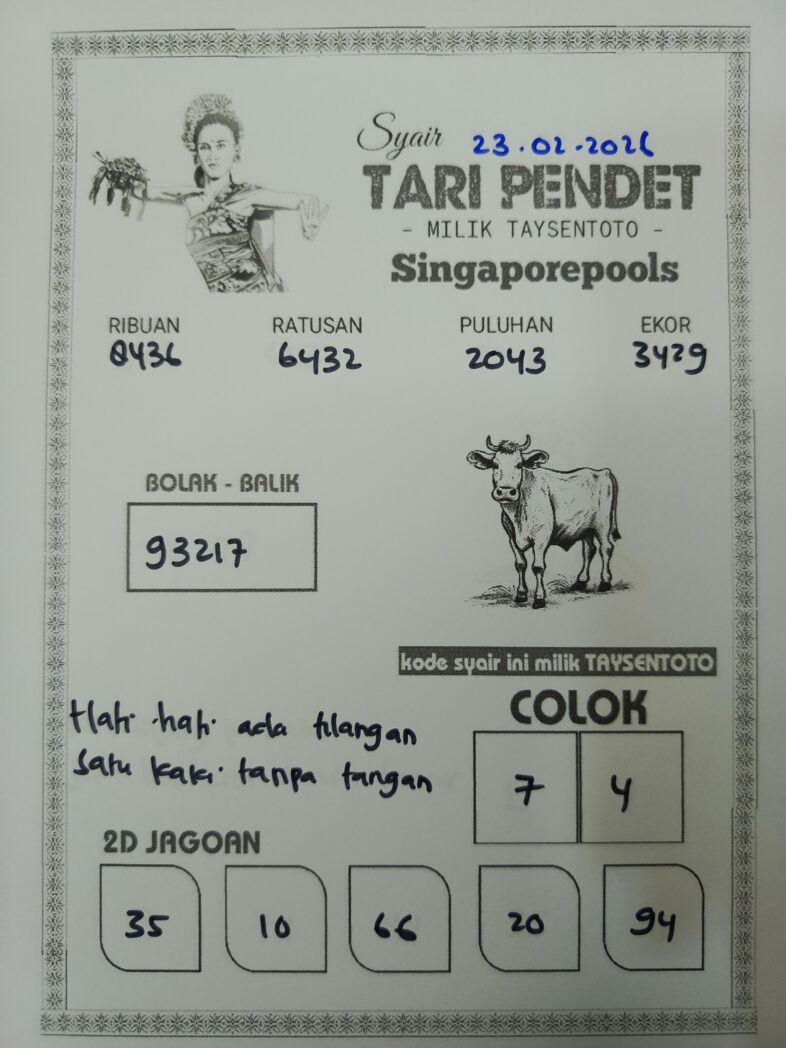 Syair 23.02.2026
TARI PENDET
- MILIK TAYSENTOTO -
Singaporepools
RIBUAN RATUSAN PULUHAN EKOR
8436 6432 2043 3429
BOLAK - BALIK
93217
kode syair ini milik TAYSENTOTO
COLOK
7 4
Hati hati ada tilangan
satu kaki tanpa tangan
2D JAGOAN
35 10 66 20 94